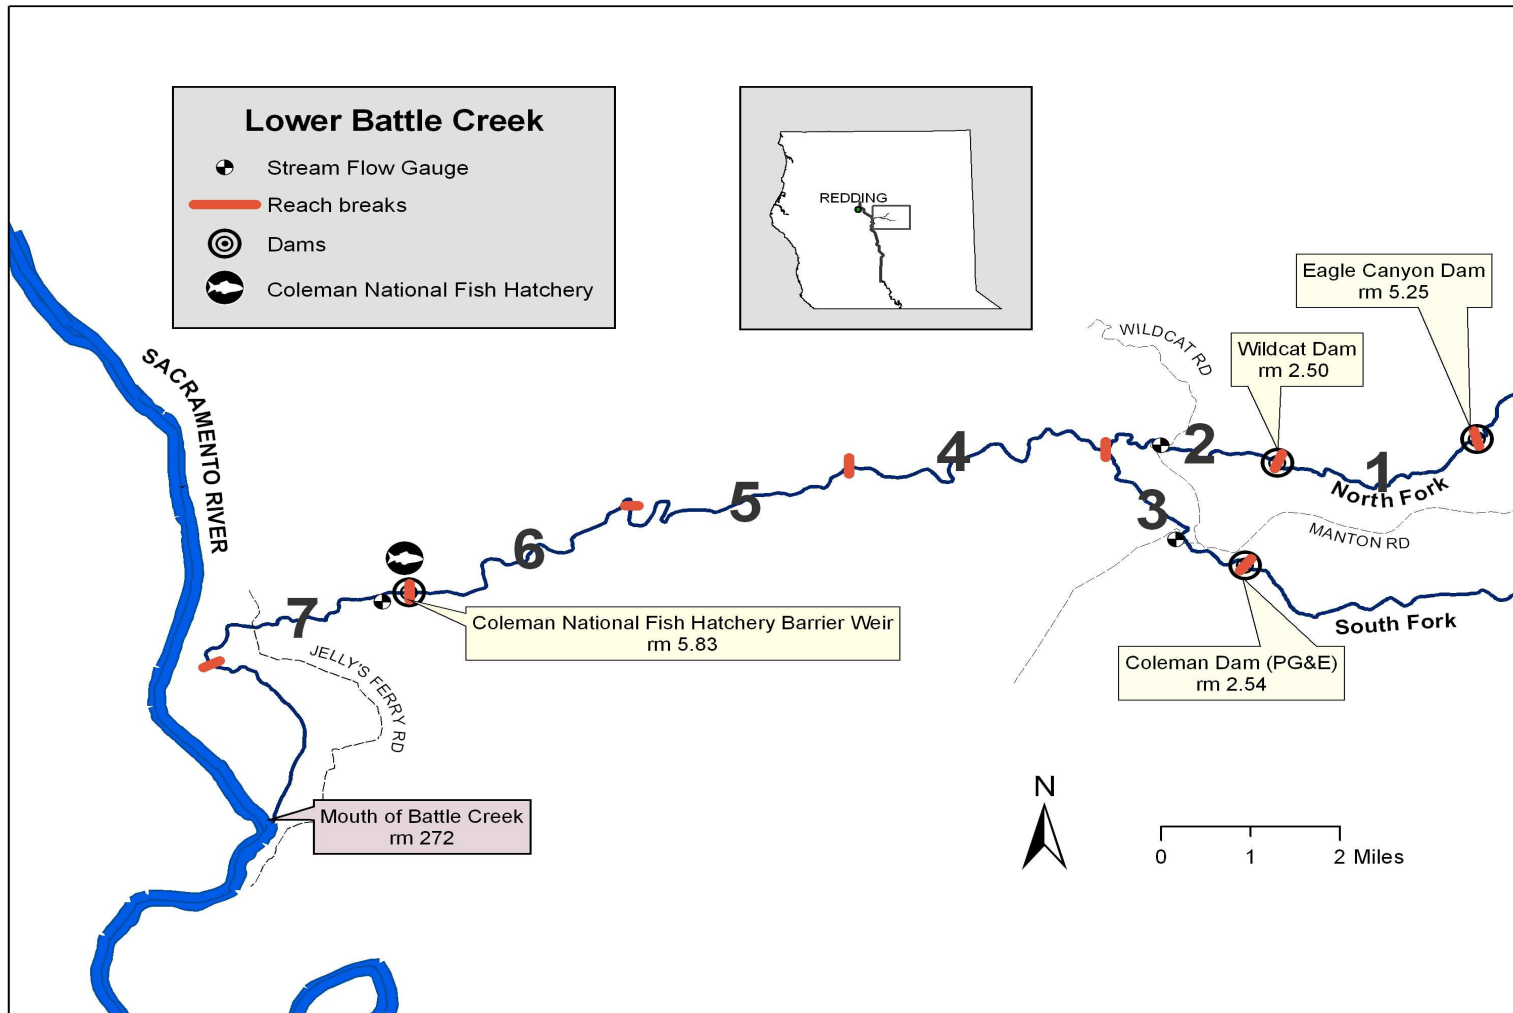 Lower Battle Creek
Stream Flow Gauge
Reach breaks
Dams
Coleman National Fish Hatchery
REDDING
SACRAMENTO RIVER
WILDCAT RD
Eagle Canyon Dam
rm 5.25
Wildcat Dam
rm 2.50
4
2
1
North Fork
5
3
MANTON RD
6
7
Coleman National Fish Hatchery Barrier Weir
rm 5.83
South Fork
JELLY'S FERRY RD
Coleman Dam (PG&E)
rm 2.54
Mouth of Battle Creek
rm 272
N
0 1 2 Miles